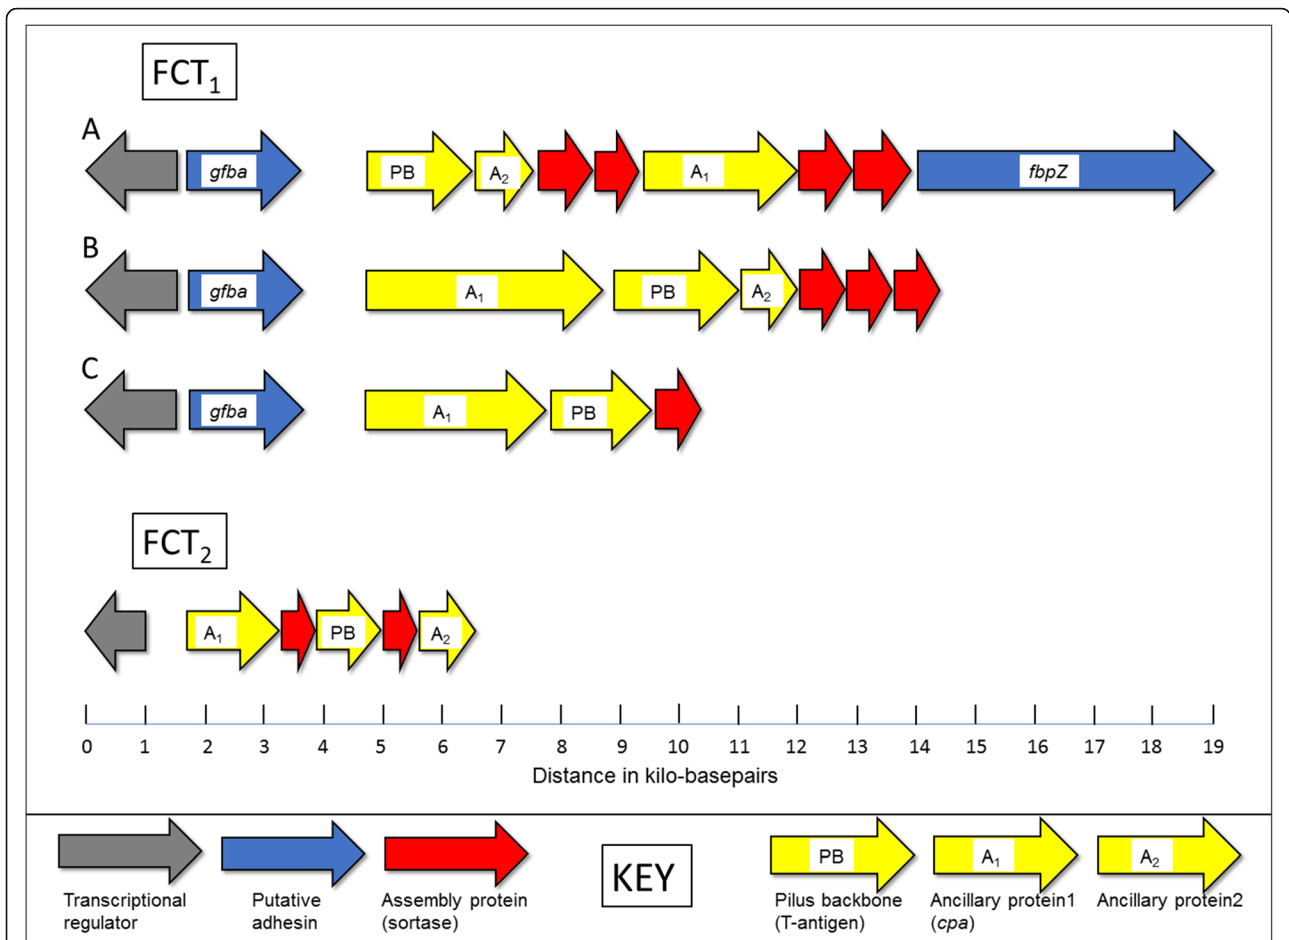 FCT1
A
gfba PB A2 A1 fbpZ
B
gfba A1 PB A2
C
gfba A1 PB
FCT2
A1 PB A2
0 1 2 3 4 5 6 7 8 9 10 11 12 13 14 15 16 17 18 19
Distance in kilo-basepairs
KEY
PB A1 A2
Transcriptional
regulator
Putative
adhesin
Assembly protein
(sortase)
Pilus backbone
(T-antigen)
Ancillary protein1
(cpa)
Ancillary protein2